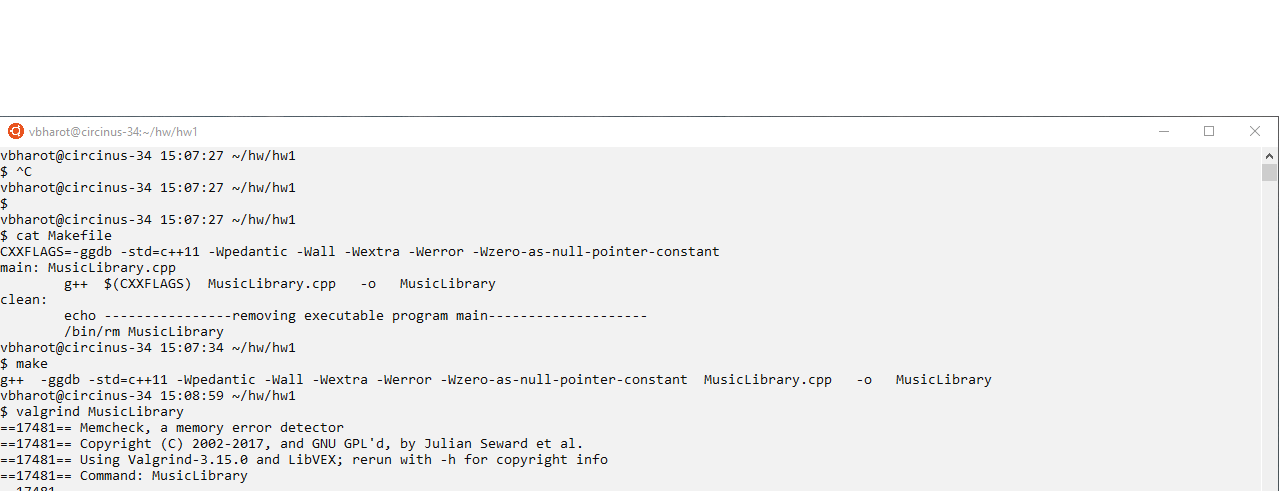 vbharot@circinus-34:~/hw/hw1
vbharot@circinus-34 15:07:27 ~/hw/hw1
$ ^C
vbharot@circinus-34 15:07:27 ~/hw/hw1
$
vbharot@circinus-34 15:07:27 ~/hw/hw1
$ cat Makefile
CXXFLAGS=-ggdb -std=c++11 -Wpedantic -Wall -Wextra -Werror -Wzero-as-null-pointer-constant
main: MusicLibrary.cpp
        g++  $(CXXFLAGS)  MusicLibrary.cpp   -o   MusicLibrary
clean:
        echo ----------------removing executable program main--------------------
        /bin/rm MusicLibrary
vbharot@circinus-34 15:07:34 ~/hw/hw1
$ make
g++  -ggdb -std=c++11 -Wpedantic -Wall -Wextra -Werror -Wzero-as-null-pointer-constant  MusicLibrary.cpp   -o   MusicLibrary
vbharot@circinus-34 15:08:59 ~/hw/hw1
$ valgrind MusicLibrary
==17481== Memcheck, a memory error detector
==17481== Copyright (C) 2002-2017, and GNU GPL'd, by Julian Seward et al.
==17481== Using Valgrind-3.15.0 and LibVEX; rerun with -h for copyright info
==17481== Command: MusicLibrary
==17481==